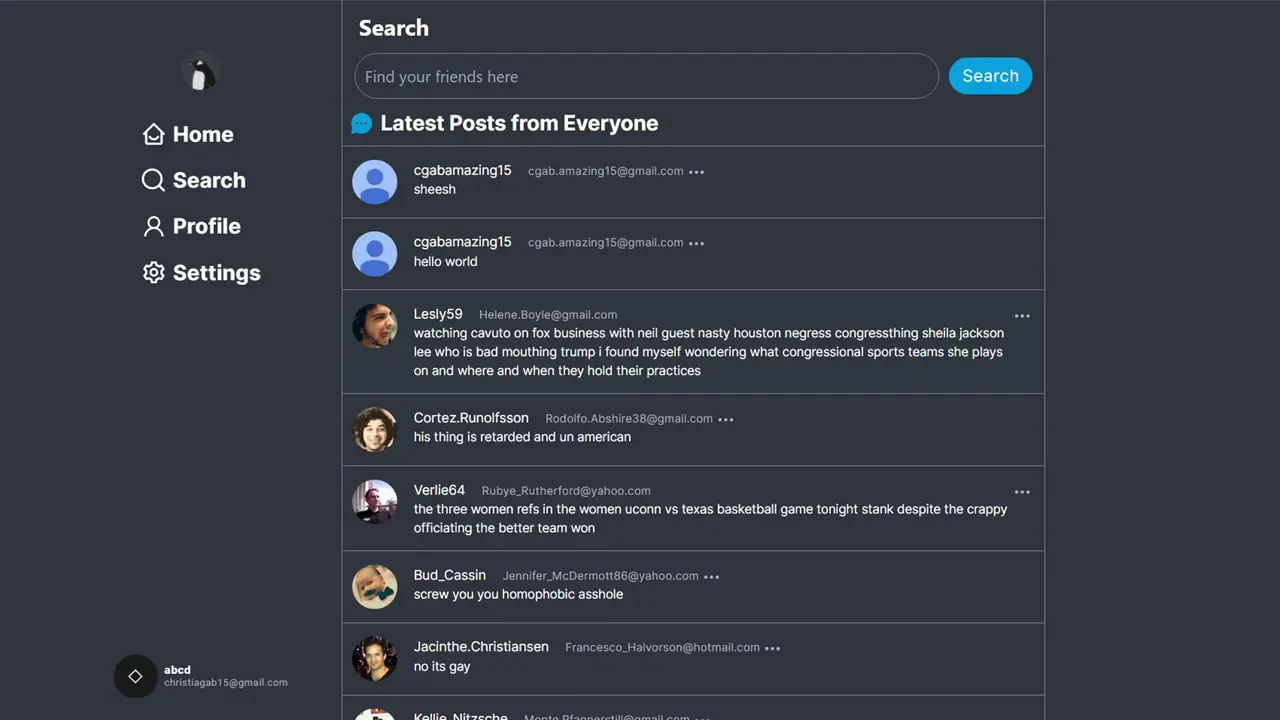 Search
Find your friends here
Search
Home
Search
Profile
Settings
Latest Posts from Everyone
cgabamazing15 cgab.amazing15@gmail.com •••
sheesh
cgabamazing15 cgab.amazing15@gmail.com •••
hello world
Lesly59 Helene.Boyle@gmail.com •••
watching cavuto on fox business with neil guest nasty houston negress congressthing sheila jackson
lee who is bad mouthing trump i found myself wondering what congressional sports teams she plays
on and where and when they hold their practices
Cortez.Runolfsson Rodolfo.Abshire38@gmail.com •••
his thing is retarded and un american
Verlie64 Rubye_Rutherford@yahoo.com •••
the three women refs in the women uconn vs texas basketball game tonight stank despite the crappy
officiating the better team won
Bud_Cassin Jennifer_McDermott86@yahoo.com •••
screw you you homophobic asshole
Jacinthe.Christiansen Francesco_Halvorson@hotmail.com •••
no its gay
Kellie_Nitzsche Monte.Pfannerstill@gmail.com
abcd
christiagab15@gmail.com